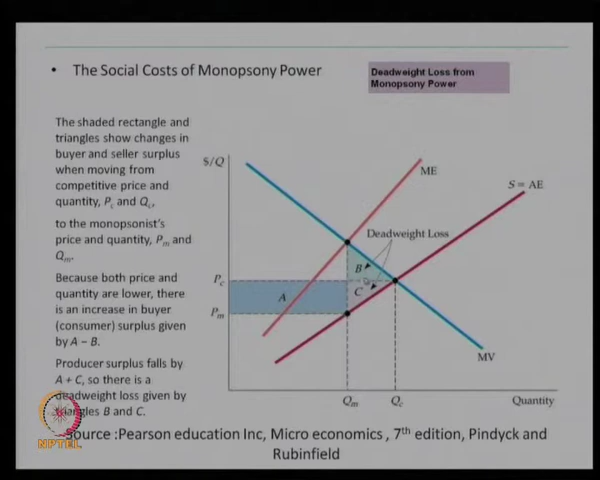 • The Social Costs of Monopsony Power
Deadweight Loss from
Monopsony Power
The shaded rectangle and
triangles show changes in
buyer and seller surplus
when moving from
competitive price and
quantity, Pc and Qc,
to the monopsonist's
price and quantity, Pm and
Qm.
Because both price and
quantity are lower, there
is an increase in buyer
(consumer) surplus given
by A – B.
Producer surplus falls by
A + C, so there is a
deadweight loss given by
triangles B and C.
$/Q
ME
S = AE
Deadweight Loss
B
Pc
C
A
Pm
MV
Qm
Qc
Quantity
NPTEL
Source :Pearson education Inc, Micro economics , 7th edition, Pindyck and
Rubinfield